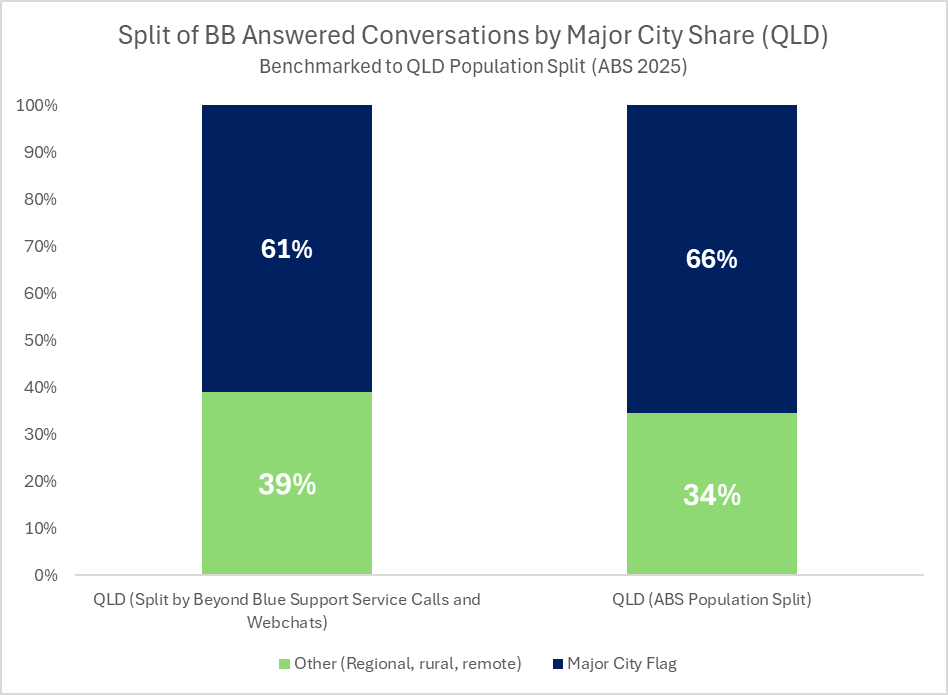 Split of BB Answered Conversations by Major City Share (QLD)
Benchmarked to QLD Population Split (ABS 2025)
100%
90%
80%
70%
60%
50%
40%
30%
20%
10%
0%
61%
39%
66%
34%
QLD (Split by Beyond Blue Support Service Calls and
Webchats)
QLD (ABS Population Split)
Other (Regional, rural, remote)
Major City Flag